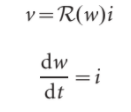 v = ℛ(w)i
dw/dt = i